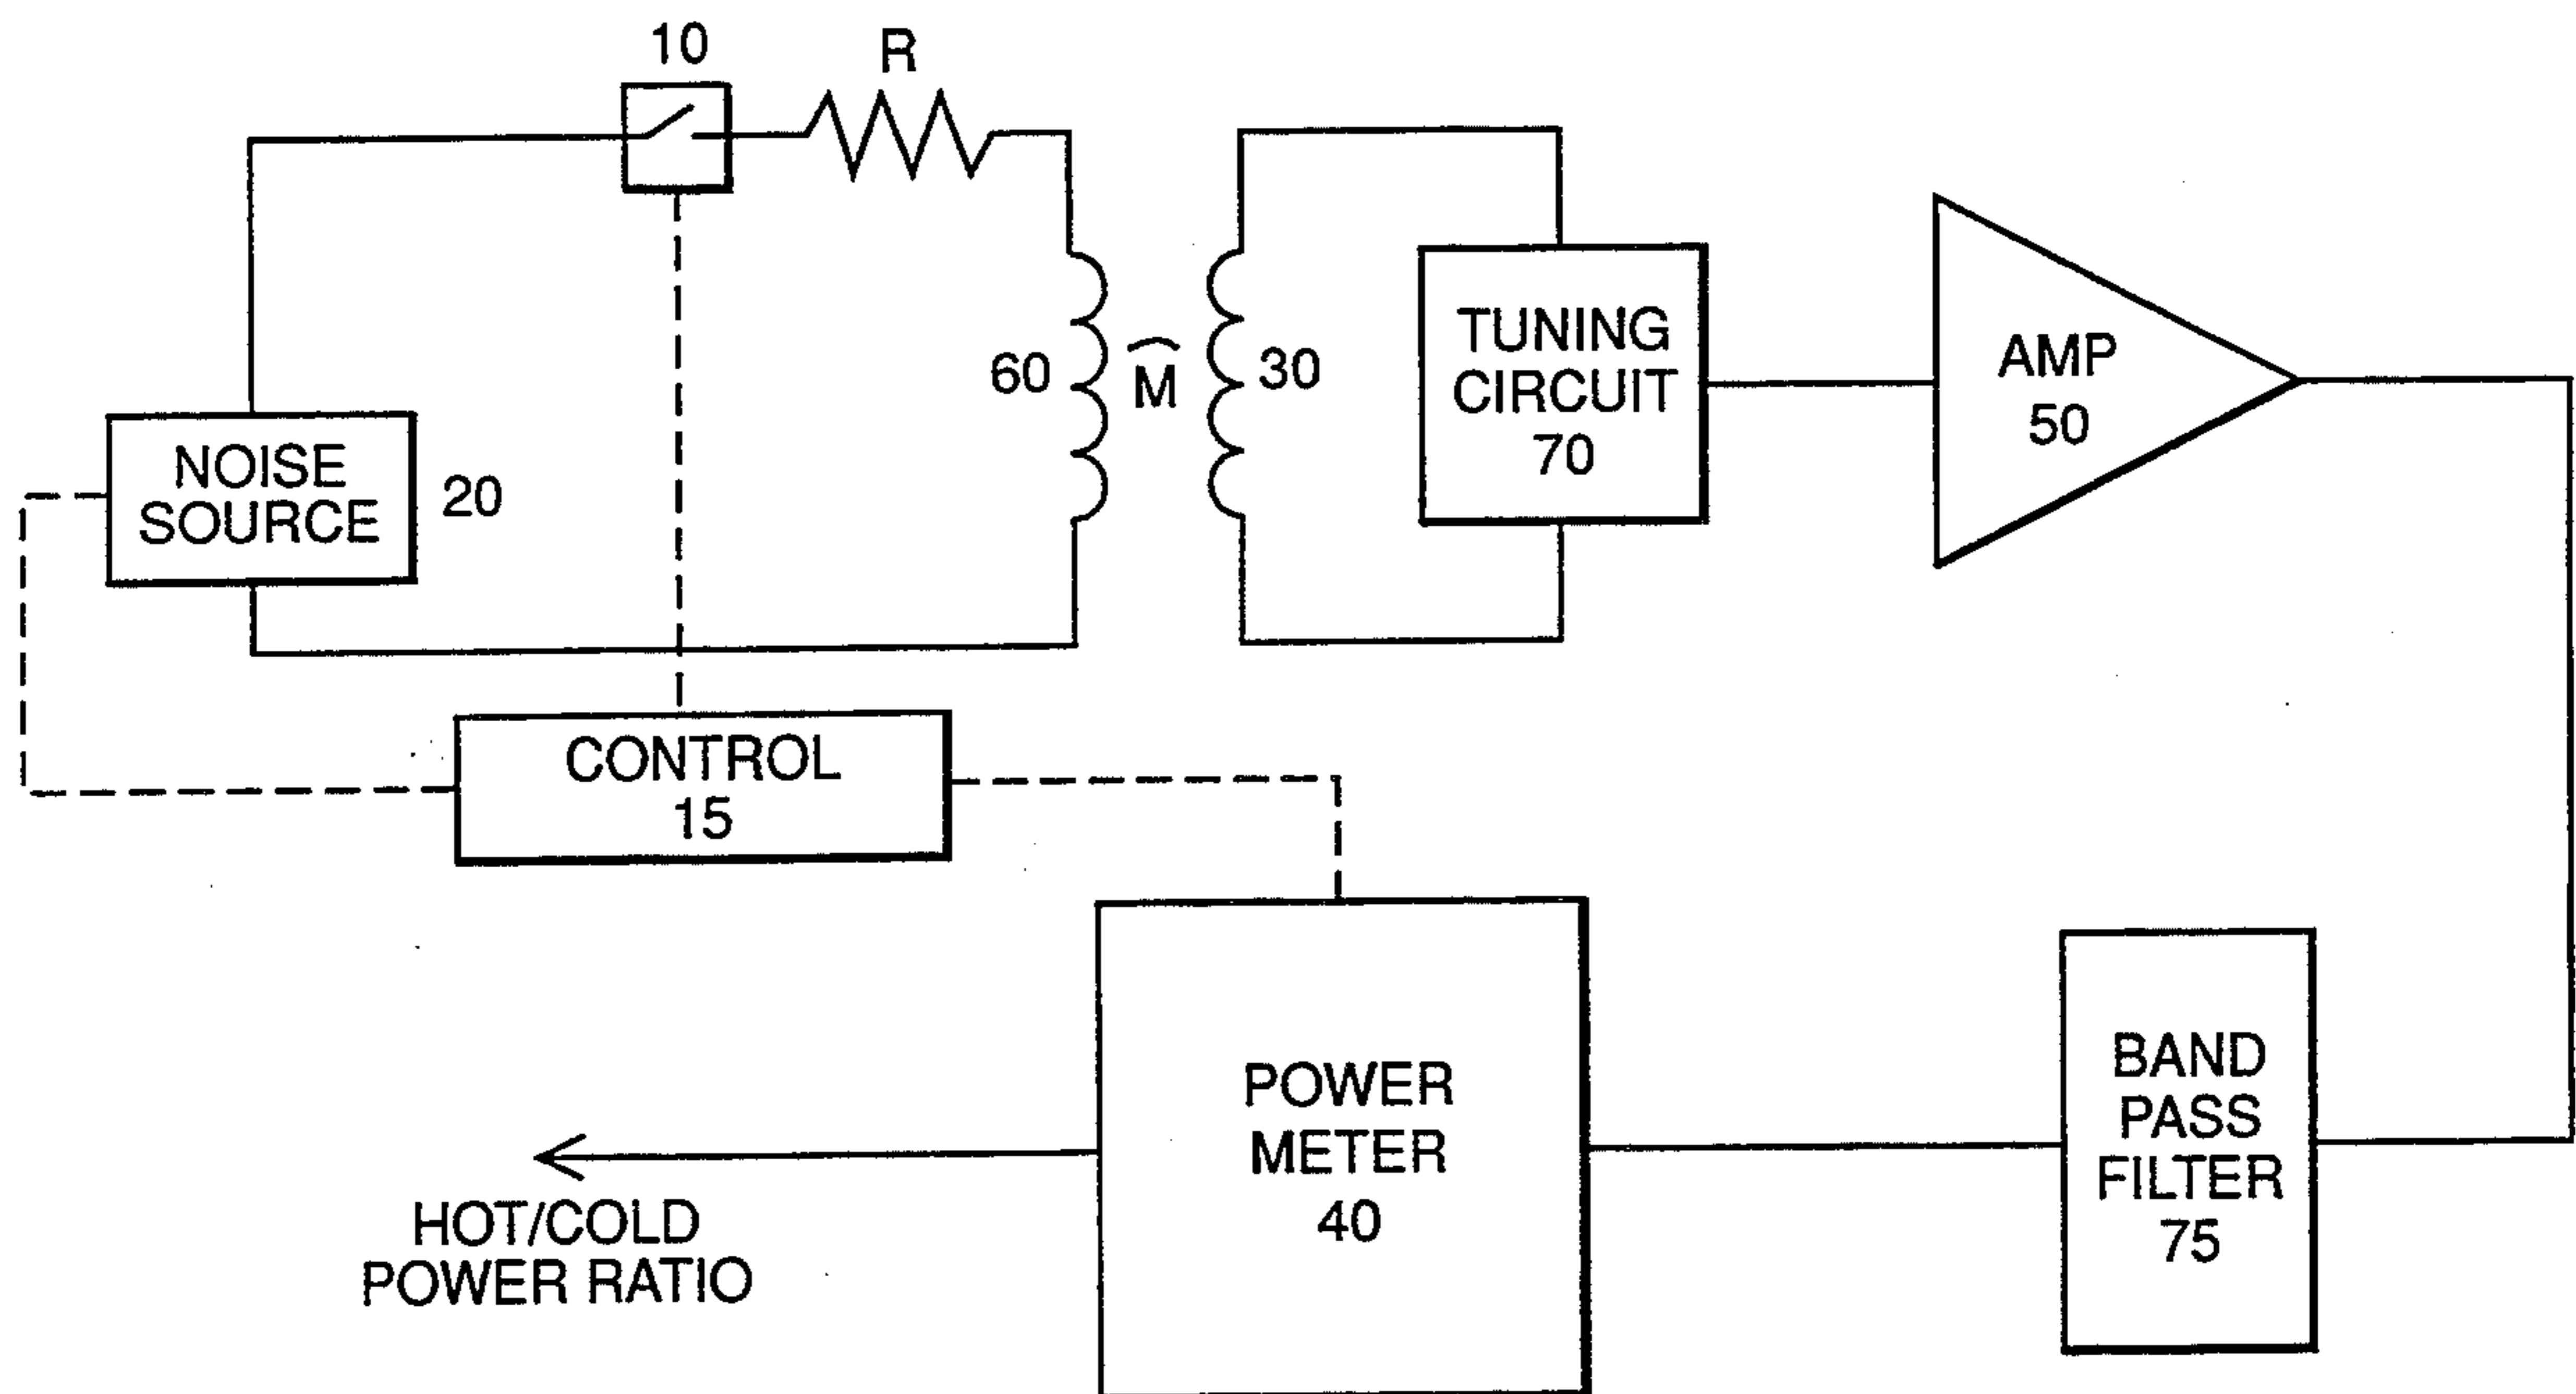 10
R
60
M
30
TUNING
CIRCUIT
70
AMP
50
NOISE
SOURCE
20
CONTROL
15
POWER
METER
40
BAND
PASS
FILTER
75
HOT/COLD
POWER RATIO